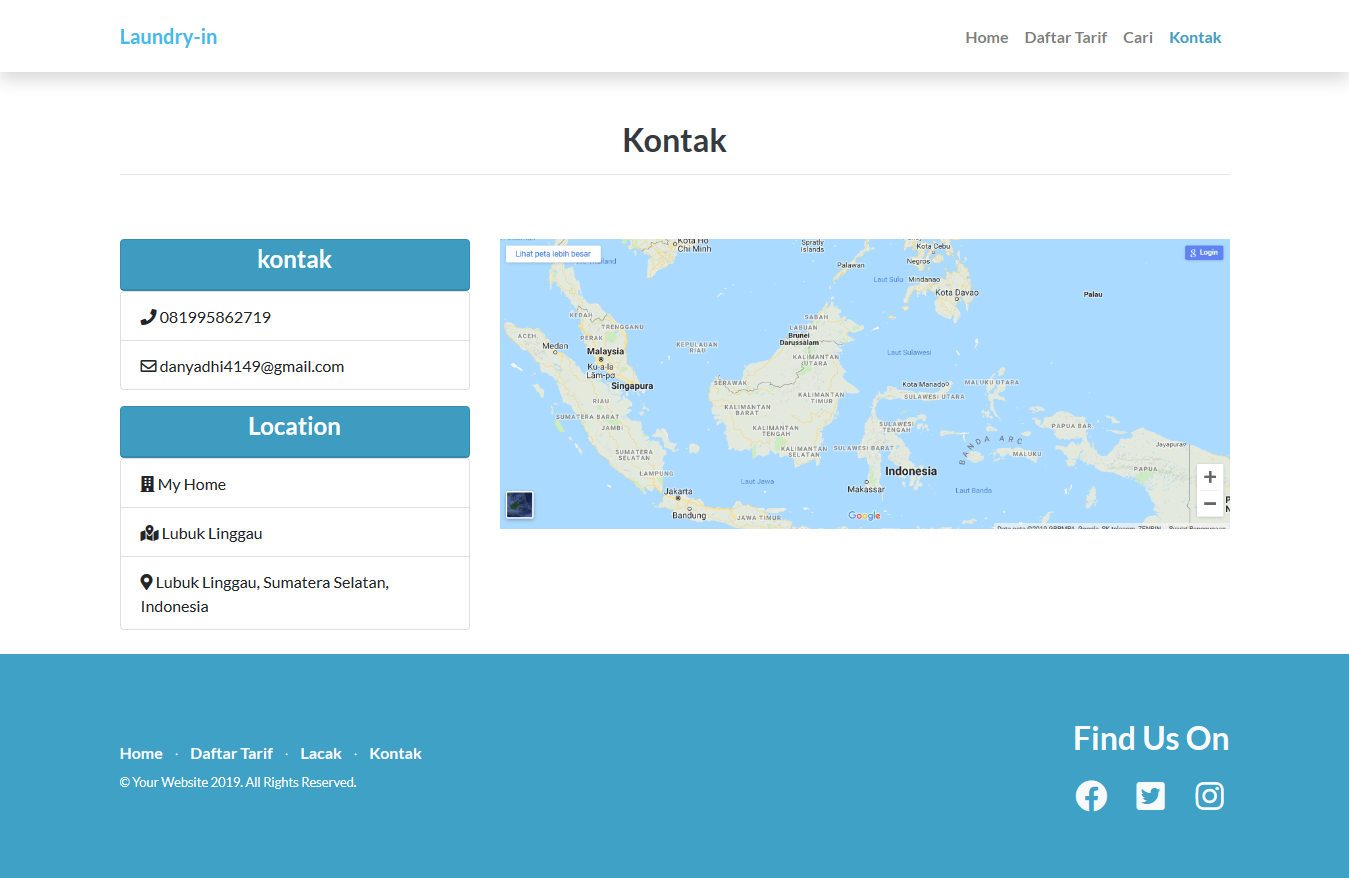 Laundry-in
Home Daftar Tarif Cari Kontak
Kontak
kontak
081995862719
danyadhi4149@gmail.com
Location
My Home
Lubuk Linggau
Lubuk Linggau, Sumatera Selatan,
Indonesia
Lihat peta lebih besar
Login
Kota Ho
Chi Minh
Spratly
Islands
Kota Cebu
Palawan
Negros
Laut Sulu
Mindanao
Kota Davao
Palau
KEDAH
TRENGGANU
ACEH
PERAK
Medan
Malaysia
Ku-a-la
Lam-po
Singapura
KEPULAUAN
RIAU
SABAH
LABUAN
Brunei
Darussalam
KALIMANTAN
UTARA
Laut Sulawesi
SERAWAK
Kota Manado
MALUKU UTARA
SULAWESI UTARA
RIAU
KALIMANTAN
TIMUR
KALIMANTAN
BARAT
SUMATERA BARAT
JAMBI
KALIMANTAN
TENGAH
SULAWESI
TENGAH
PAPUA BAR
BANDA ARC
SUMATERA
SELATAN
KALIMANTAN
SELATAN
SULAWESI BARAT
MALUKU
Jayapura
PAPUA
LAMPUNG
Indonesia
Laut Jawa
Makassar
Laut Banda
Jakarta
Bandung
JAWA TIMUR
Google
Home · Daftar Tarif · Lacak · Kontak
© Your Website 2019. All Rights Reserved.
Find Us On